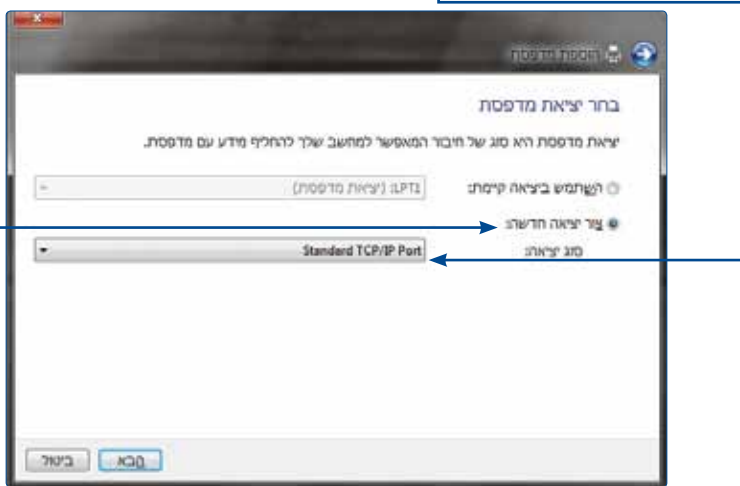 הוספת מדפסת
בחר יציאת מדפסת
יציאת מדפסת היא סוג של חיבור המאפשר למחשב שלך להחליף מידע עם מדפסת.
השתמש ביציאה קיימת: LPT1: (יציאת מדפסת)
צור יציאה חדשה:
סוג יציאה: Standard TCP/IP Port
הבא ביטול